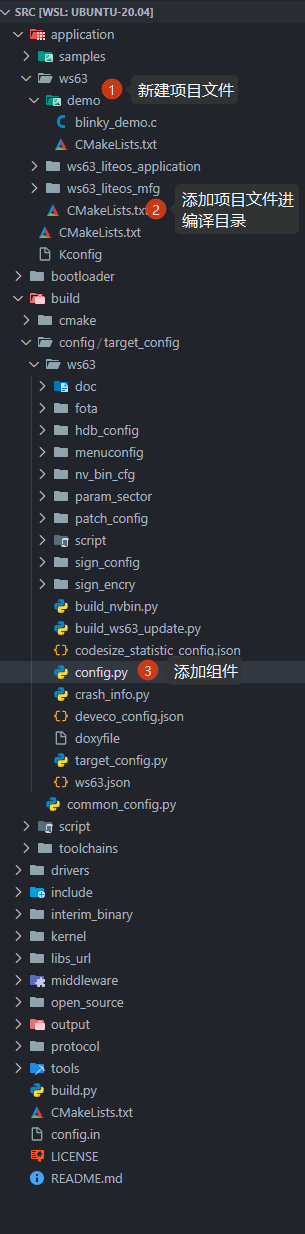 SRC [WSL: UBUNTU-20.04]
application
samples
ws63
demo
1 新建项目文件
blinky_demo.c
CMakeLists.txt
ws63_liteos_application
ws63_liteos_mfg
CMakeLists.txt
2 添加项目文件进
编译目录
CMakeLists.txt
Kconfig
bootloader
build
cmake
config / target_config
ws63
doc
fota
hdb_config
menuconfig
nv_bin_cfg
param_sector
patch_config
script
sign_config
sign_encry
build_nvbin.py
build_ws63_update.py
codesize_statistic_config.json
config.py
3 添加组件
crash_info.py
deveco_config.json
doxyfile
target_config.py
ws63.json
common_config.py
script
toolchains
drivers
include
interim_binary
kernel
libs_url
middleware
open_source
output
protocol
tools
build.py
CMakeLists.txt
config.in
LICENSE
README.md